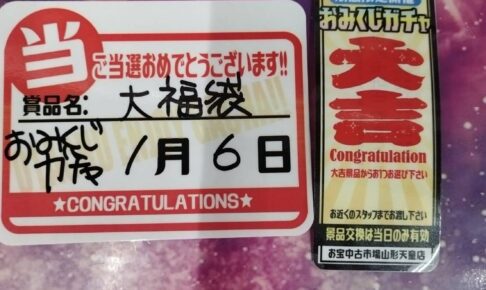 当
ご当選おめでとうございます!!
賞品名: 大福袋
おみくじ
ガチャ
1月6日
★CONGRATULATIONS★
おみくじガチャ
大吉
Congratulation
大吉景品からお1つお選び下さい
お近くのスタッフまでお渡し下さい
景品交換は当日のみ有効
お宝中古市場山形天童店